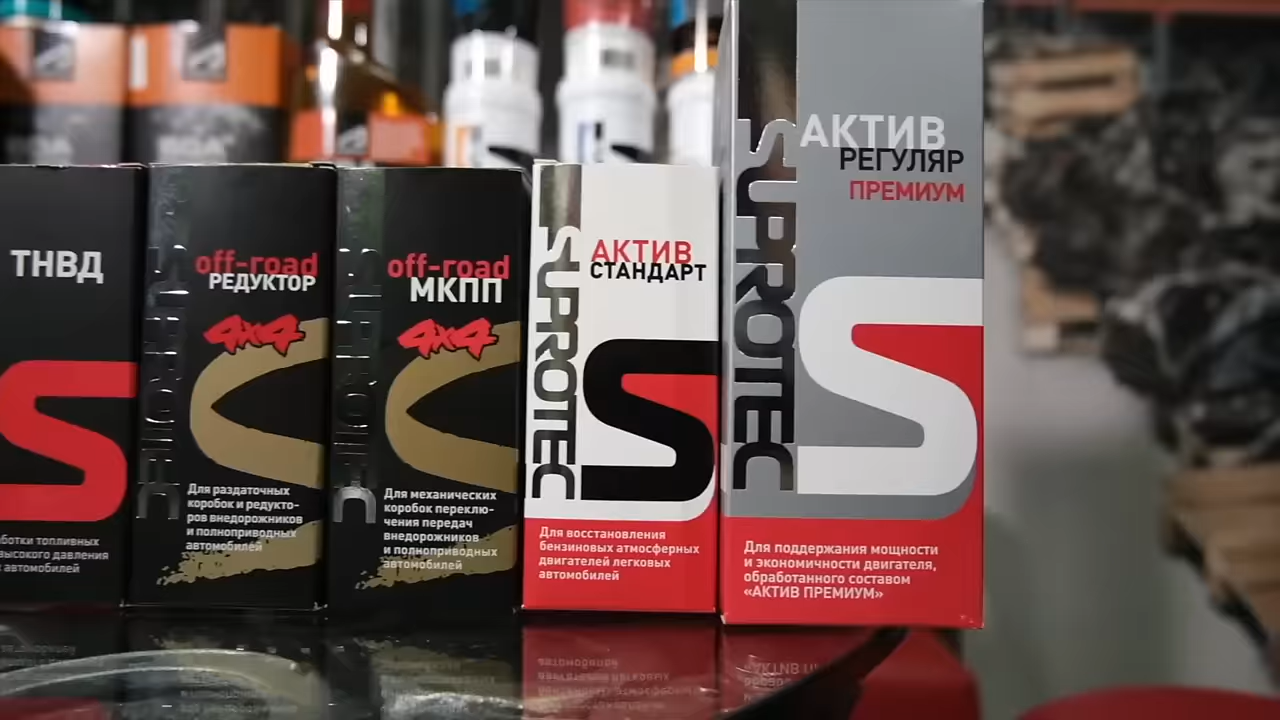 ТНВД
ботки топливных
высокого давления
автомобилей
SUPROTEC
off-road
РЕДУКТОР
4x4
Для раздаточных
коробок и редукто-
ров внедорожников
и полноприводных
автомобилей
SUPROTEC
off-road
МКПП
4x4
Для механических
коробок переклю-
чения передач
внедорожников
и полноприводных
автомобилей
SUPROTEC
АКТИВ
СТАНДАРТ
S
Для восстановления
бензиновых атмосферных
двигателей легковых
автомобилей
SUPROTEC
АКТИВ
РЕГУЛЯР
ПРЕМИУМ
S
Для поддержания мощности
и экономичности двигателя,
обработанного составом
«АКТИВ ПРЕМИУМ»